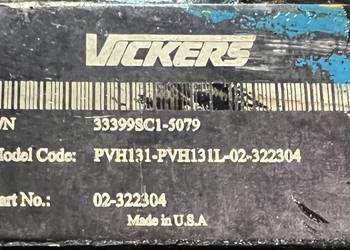 VICKERS
/N 33399SC1-5079
Model Code: PVH131-PVH131L-02-322304
art No.: 02-322304
Made in U.S.A